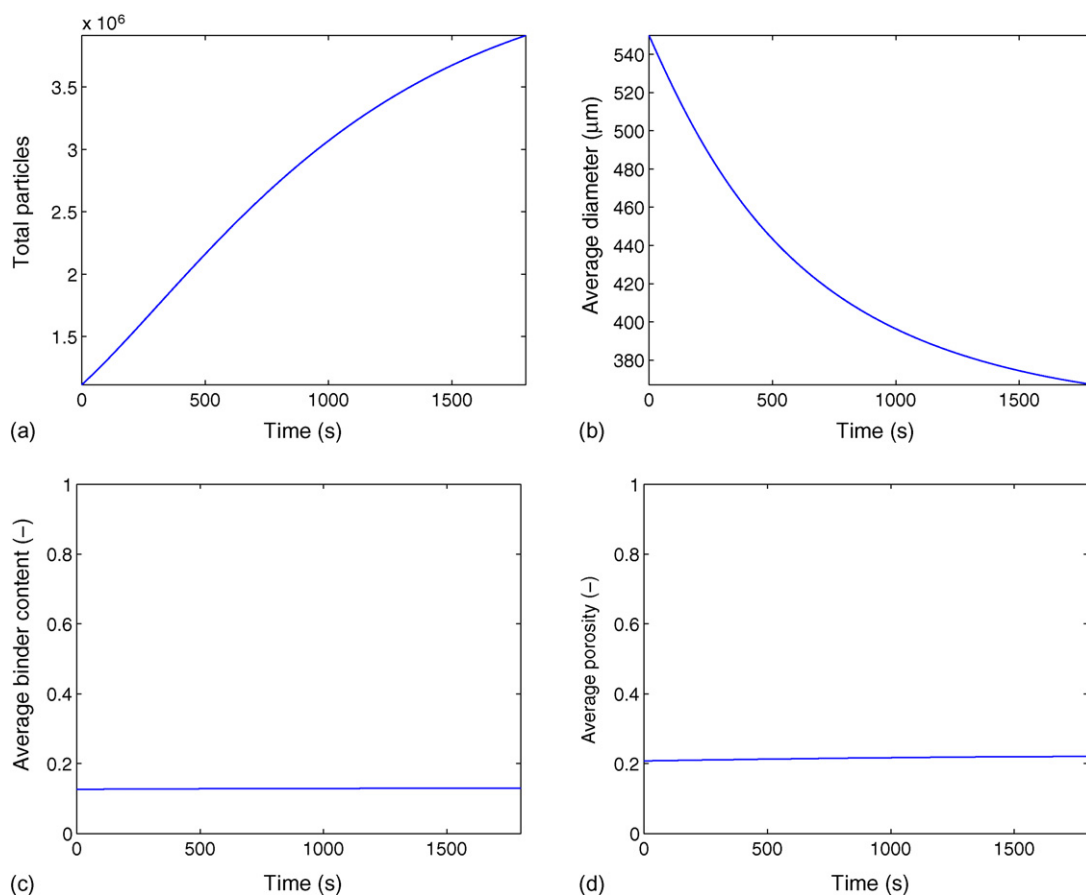 x 10⁶
3.5
3
2.5
2
1.5
Total particles
0 500 1000 1500
Time (s)
(a)
540
520
500
480
460
440
420
400
380
Average diameter (μm)
0 500 1000 1500
Time (s)
(b)
1
0.8
0.6
0.4
0.2
0
Average binder content (−)
0 500 1000 1500
Time (s)
(c)
1
0.8
0.6
0.4
0.2
0
Average porosity (−)
0 500 1000 1500
Time (s)
(d)